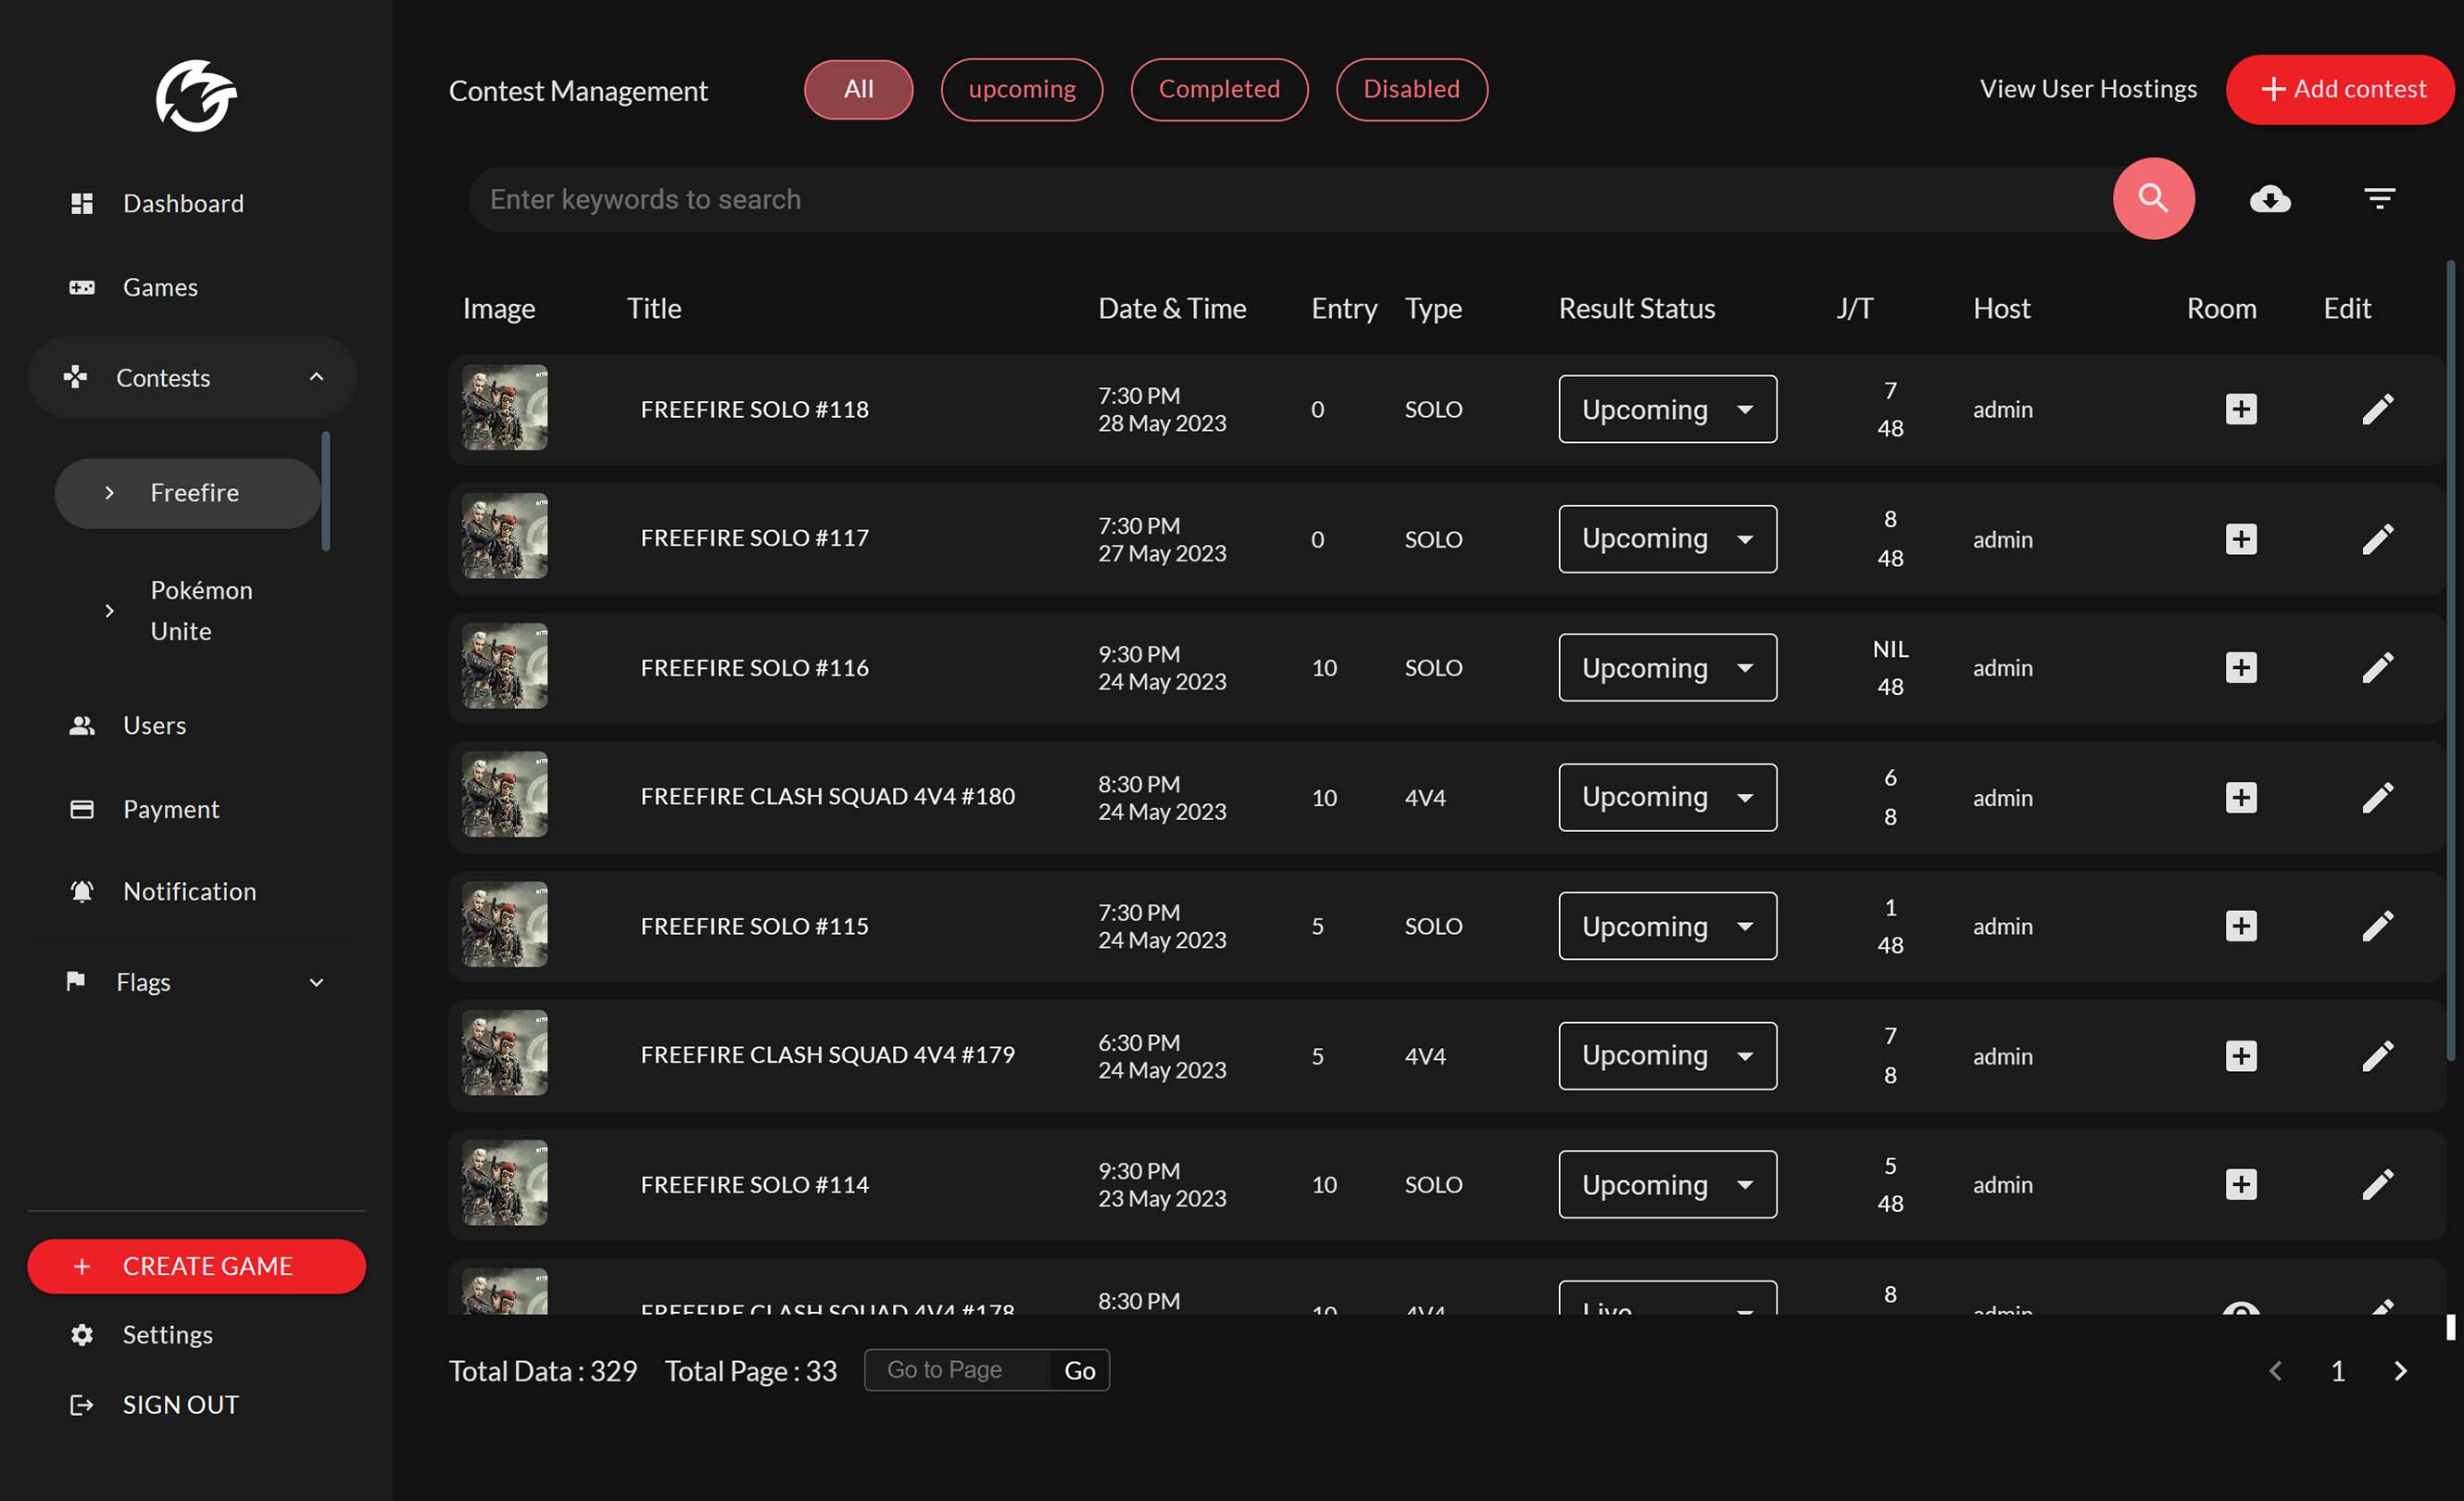 Contest Management
All
upcoming
Completed
Disabled
View User Hostings
Add contest
Enter keywords to search
Dashboard
Games
Contests
Freefire
Pokémon
Unite
Users
Payment
Notification
Flags
CREATE GAME
Settings
SIGN OUT
Image Title Date & Time Entry Type Result Status J/T Host Room Edit
FREEFIRE SOLO #118
7:30 PM
28 May 2023
0
SOLO
Upcoming
7
48
admin
FREEFIRE SOLO #117
7:30 PM
27 May 2023
0
SOLO
Upcoming
8
48
admin
FREEFIRE SOLO #116
9:30 PM
24 May 2023
10
SOLO
Upcoming
NIL
48
admin
FREEFIRE CLASH SQUAD 4V4 #180
8:30 PM
24 May 2023
10
4V4
Upcoming
6
8
admin
FREEFIRE SOLO #115
7:30 PM
24 May 2023
5
SOLO
Upcoming
1
48
admin
FREEFIRE CLASH SQUAD 4V4 #179
6:30 PM
24 May 2023
5
4V4
Upcoming
7
8
admin
FREEFIRE SOLO #114
9:30 PM
23 May 2023
10
SOLO
Upcoming
5
48
admin
FREEFIRE CLASH SQUAD 4V4 #178
8:30 PM
10
4V4
Live
8
admin
Total Data : 329 Total Page : 33 Go to Page Go
1